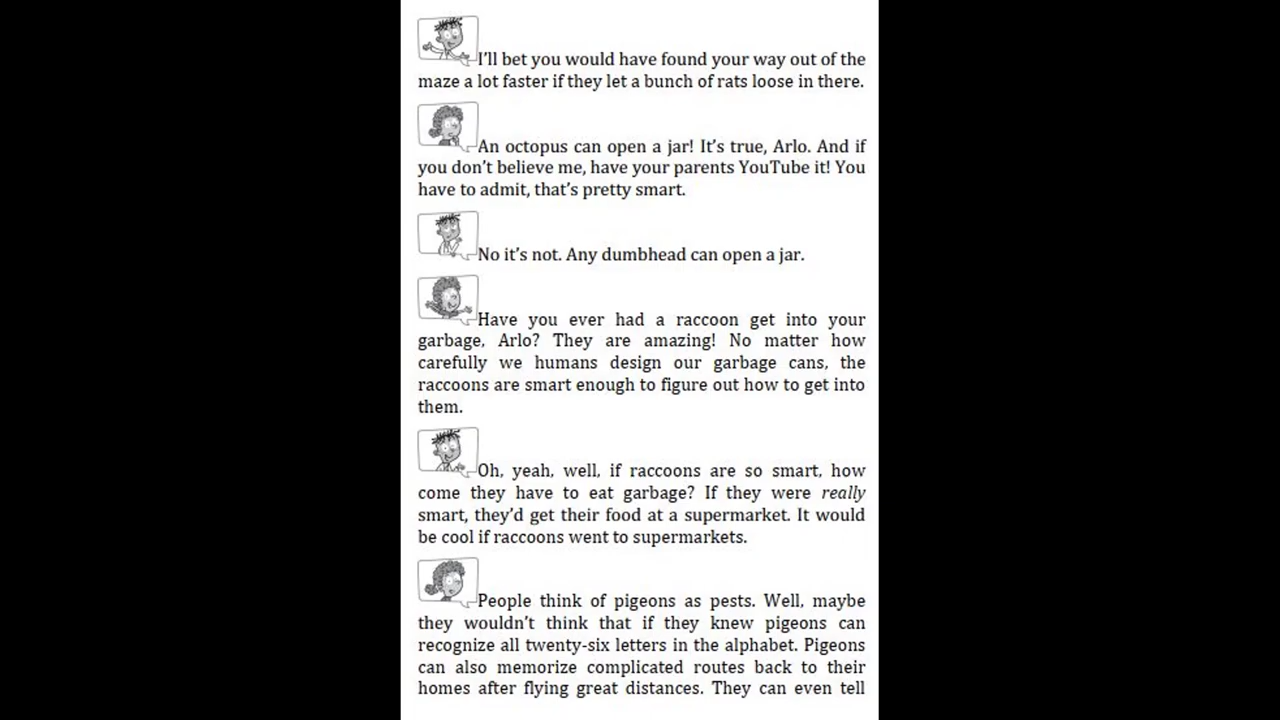 I’ll bet you would have found your way out of the
maze a lot faster if they let a bunch of rats loose in there.
An octopus can open a jar! It’s true, Arlo. And if
you don’t believe me, have your parents YouTube it! You
have to admit, that’s pretty smart.
No it’s not. Any dumbhead can open a jar.
Have you ever had a raccoon get into your
garbage, Arlo? They are amazing! No matter how
carefully we humans design our garbage cans, the
raccoons are smart enough to figure out how to get into
them.
Oh, yeah, well, if raccoons are so smart, how
come they have to eat garbage? If they were really
smart, they’d get their food at a supermarket. It would
be cool if raccoons went to supermarkets.
People think of pigeons as pests. Well, maybe
they wouldn’t think that if they knew pigeons can
recognize all twenty-six letters in the alphabet. Pigeons
can also memorize complicated routes back to their
homes after flying great distances. They can even tell